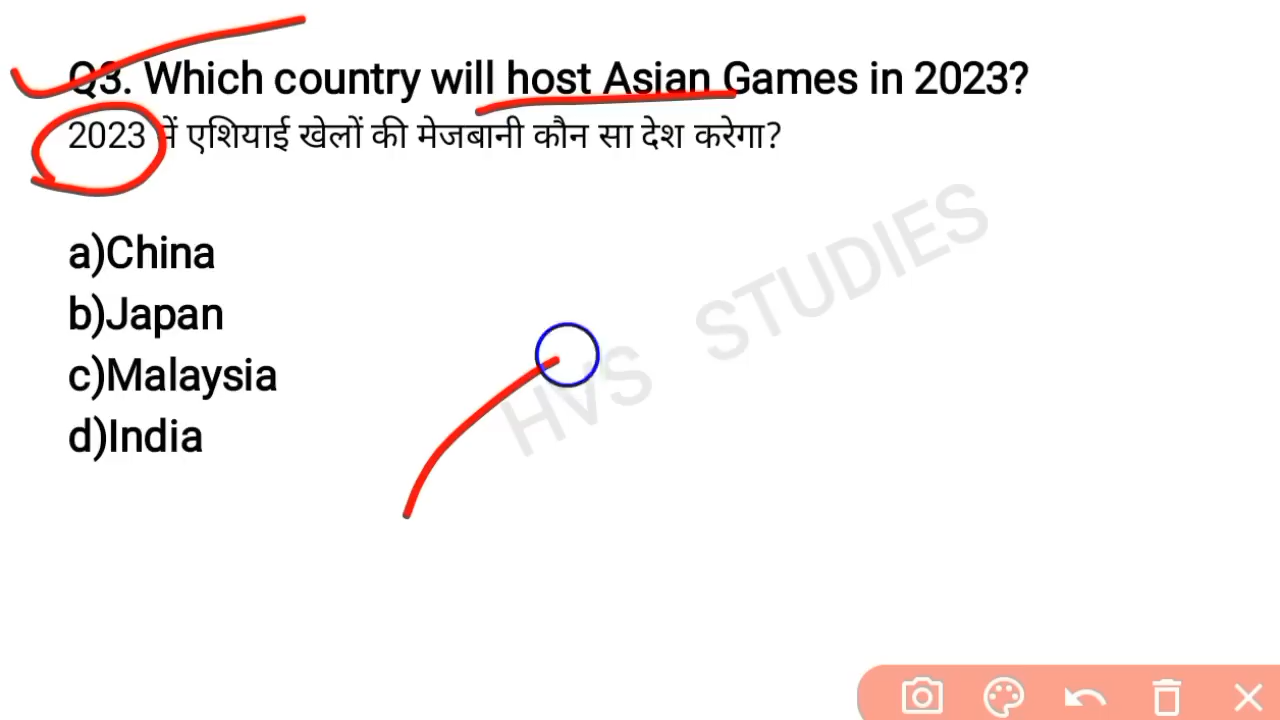 Q3. Which country will host Asian Games in 2023?
2023 में एशियाई खेलों की मेजबानी कौन सा देश करेगा?
a)China
b)Japan
c)Malaysia
d)India
HVS STUDIES